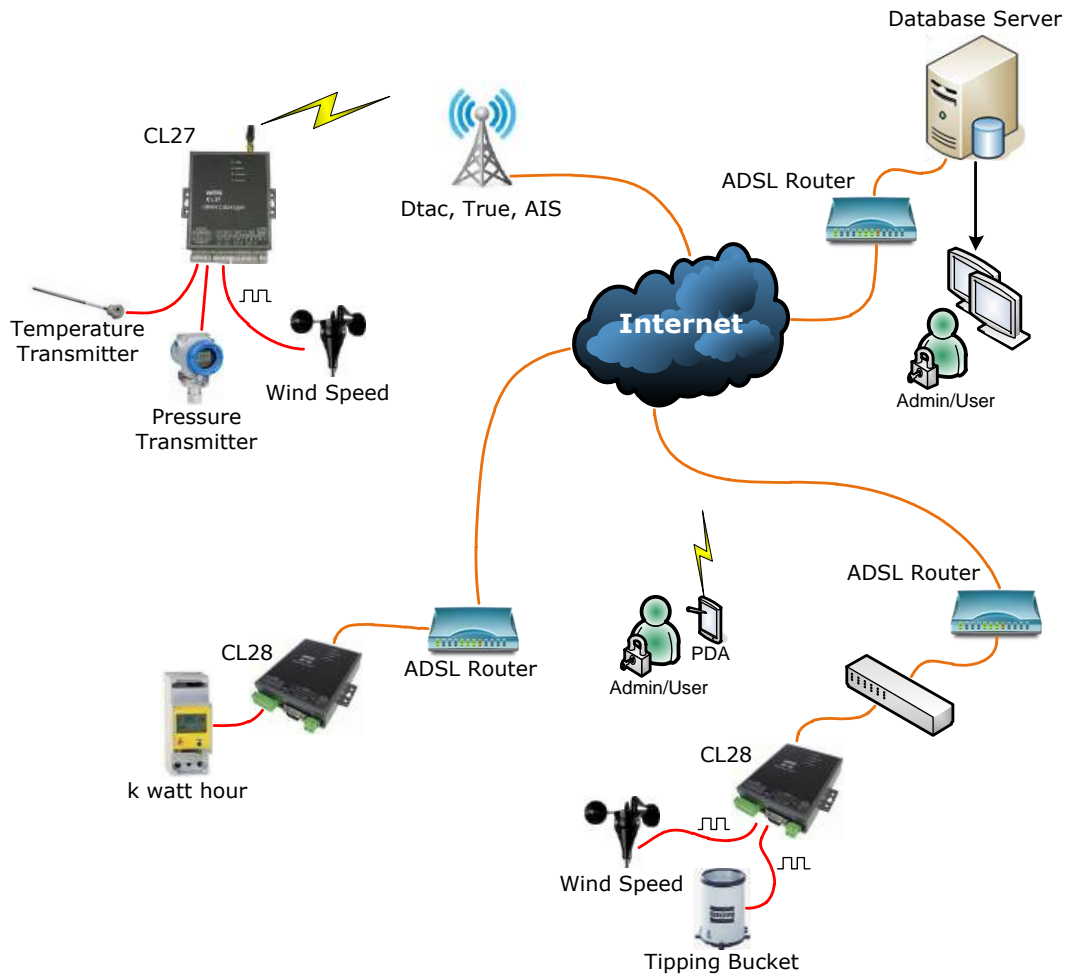 Database Server
CL27
ADSL Router
Dtac, True, AIS
Internet
Temperature
Transmitter
Wind Speed
Admin/User
Pressure
Transmitter
ADSL Router
CL28
ADSL Router
PDA
Admin/User
k watt hour
CL28
Wind Speed
Tipping Bucket